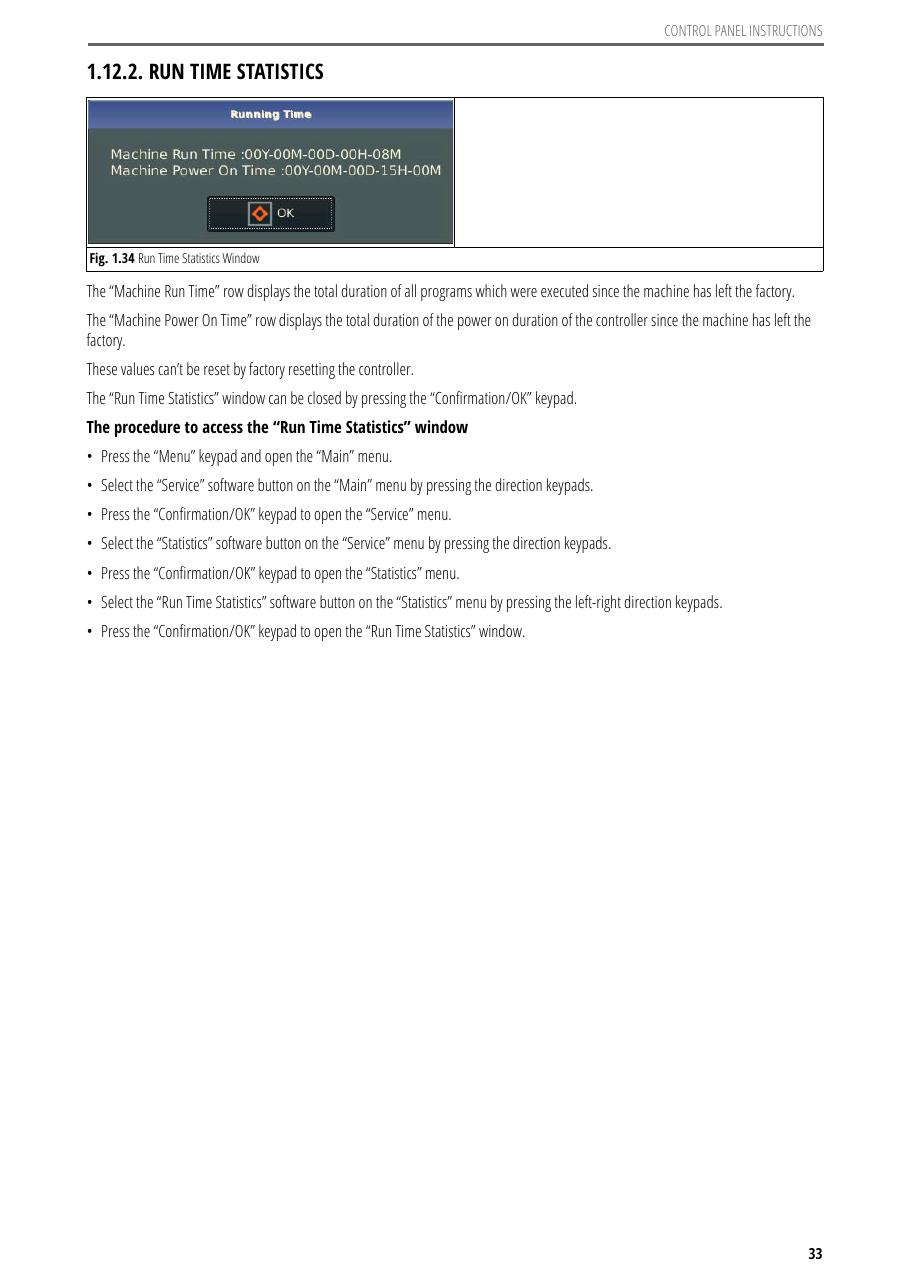 CONTROL PANEL INSTRUCTIONS
1.12.2. RUN TIME STATISTICS
Running Time
Machine Run Time :00Y-00M-00D-00H-08M
Machine Power On Time :00Y-00M-00D-15H-00M
OK
Fig. 1.34 Run Time Statistics Window
The “Machine Run Time” row displays the total duration of all programs which were executed since the machine has left the factory.
The “Machine Power On Time” row displays the total duration of the power on duration of the controller since the machine has left the
factory.
These values can’t be reset by factory resetting the controller.
The “Run Time Statistics” window can be closed by pressing the “Confirmation/OK” keypad.
The procedure to access the “Run Time Statistics” window
• Press the “Menu” keypad and open the “Main” menu.
• Select the “Service” software button on the “Main” menu by pressing the direction keypads.
• Press the “Confirmation/OK” keypad to open the “Service” menu.
• Select the “Statistics” software button on the “Service” menu by pressing the direction keypads.
• Press the “Confirmation/OK” keypad to open the “Statistics” menu.
• Select the “Run Time Statistics” software button on the “Statistics” menu by pressing the left-right direction keypads.
• Press the “Confirmation/OK” keypad to open the “Run Time Statistics” window.
33